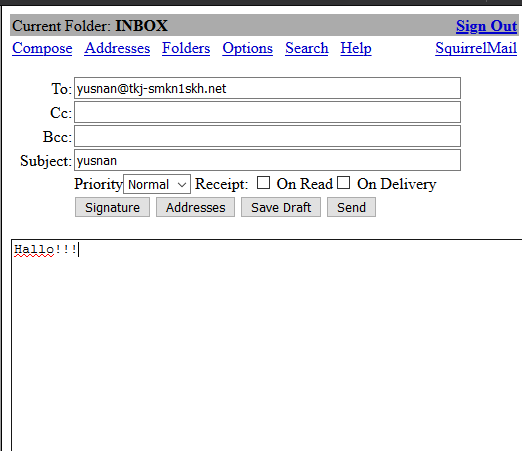 Current Folder: INBOX Sign Out
Compose Addresses Folders Options Search Help SquirrelMail
To: yusnan@tkj-smkn1skh.net
Cc:
Bcc:
Subject: yusnan
Priority Normal Receipt: On Read On Delivery
Signature Addresses Save Draft Send
Hallo!!!